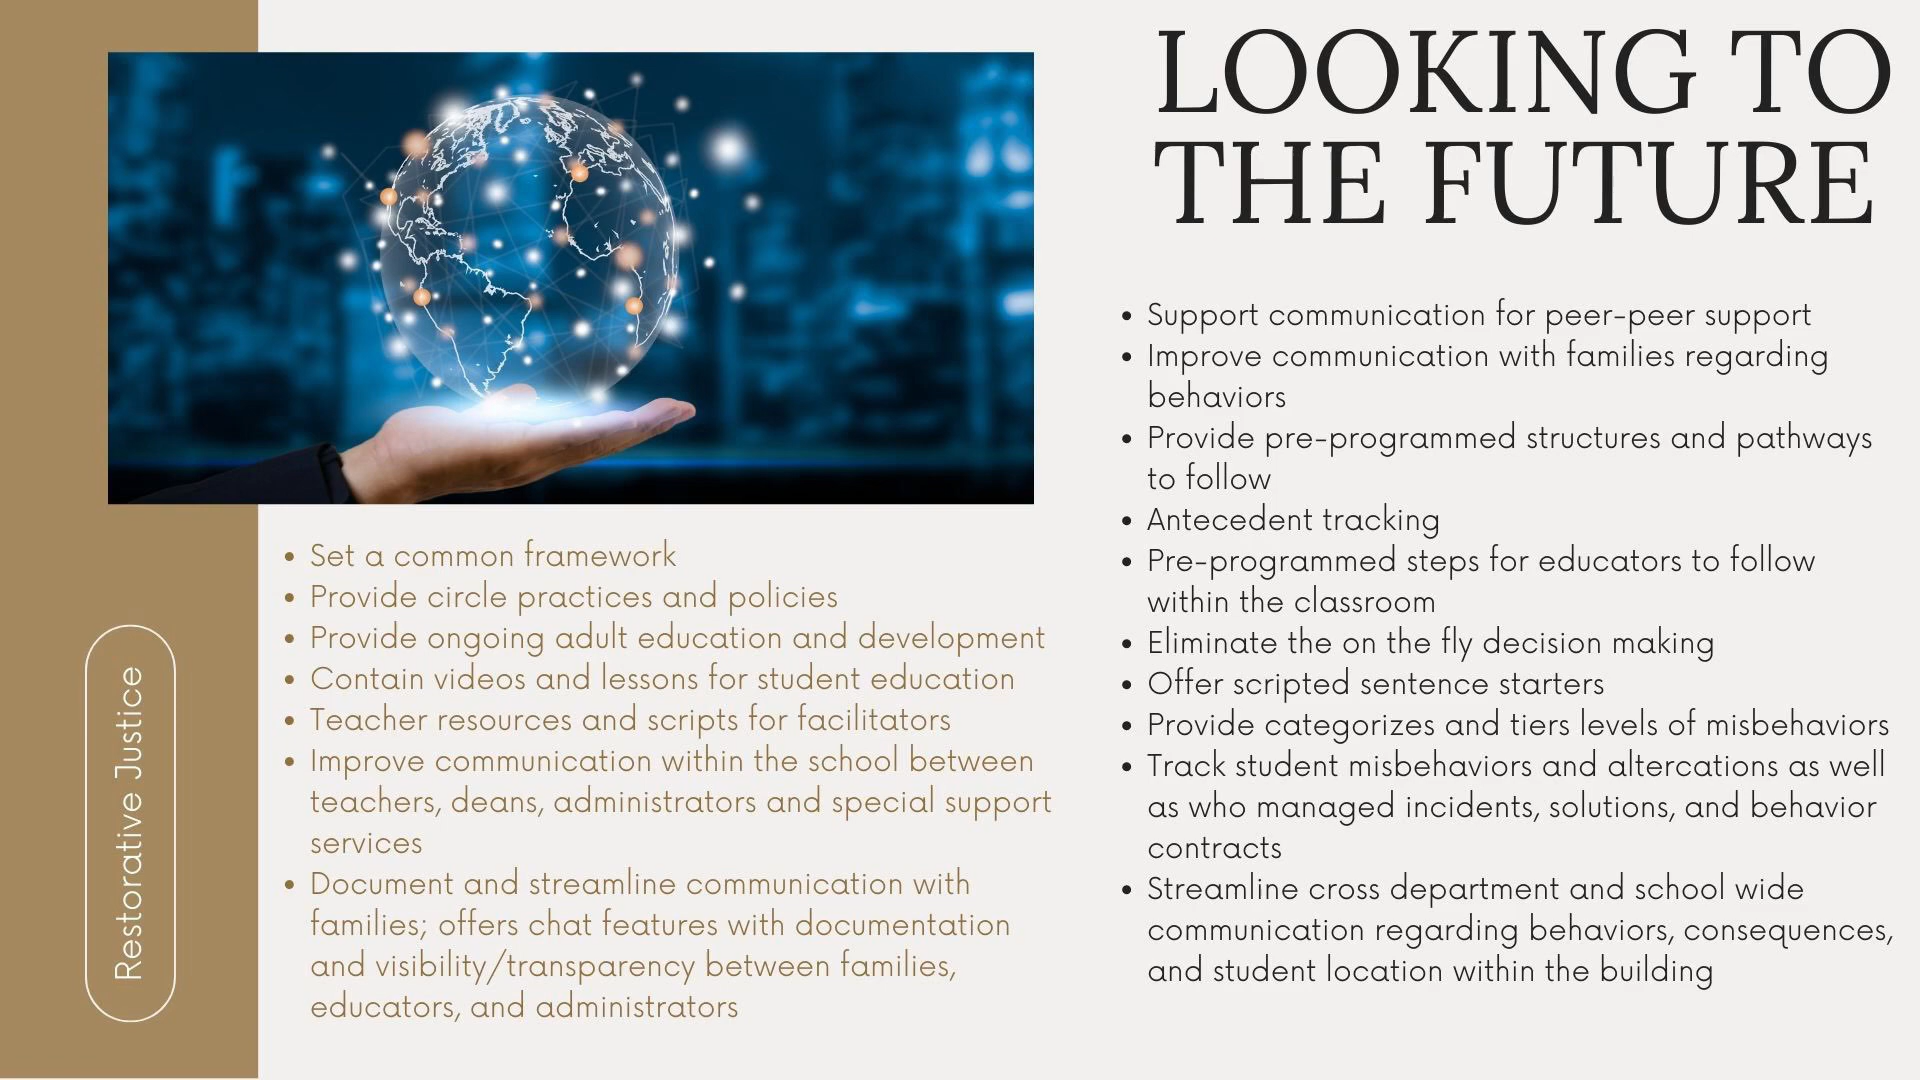 LOOKING TO
THE FUTURE
Restorative Justice
• Set a common framework
• Provide circle practices and policies
• Provide ongoing adult education and development
• Contain videos and lessons for student education
• Teacher resources and scripts for facilitators
• Improve communication within the school between
teachers, deans, administrators and special support
services
• Document and streamline communication with
families; offers chat features with documentation
and visibility/transparency between families,
educators, and administrators
• Support communication for peer-peer support
• Improve communication with families regarding
behaviors
• Provide pre-programmed structures and pathways
to follow
• Antecedent tracking
• Pre-programmed steps for educators to follow
within the classroom
• Eliminate the on the fly decision making
• Offer scripted sentence starters
• Provide categorizes and tiers levels of misbehaviors
• Track student misbehaviors and altercations as well
as who managed incidents, solutions, and behavior
contracts
• Streamline cross department and school wide
communication regarding behaviors, consequences,
and student location within the building